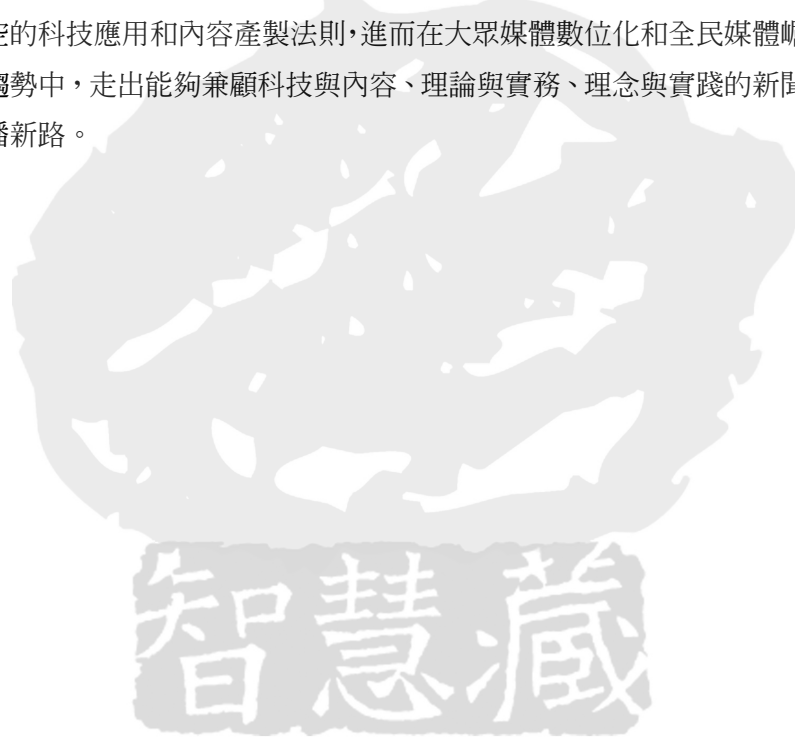 的科技應用和內容產製法則，進而在大眾媒體數位化和全民媒體
趨勢中，走出能夠兼顧科技與內容、理論與實務、理念與實踐的新聞
新路。
智慧藏